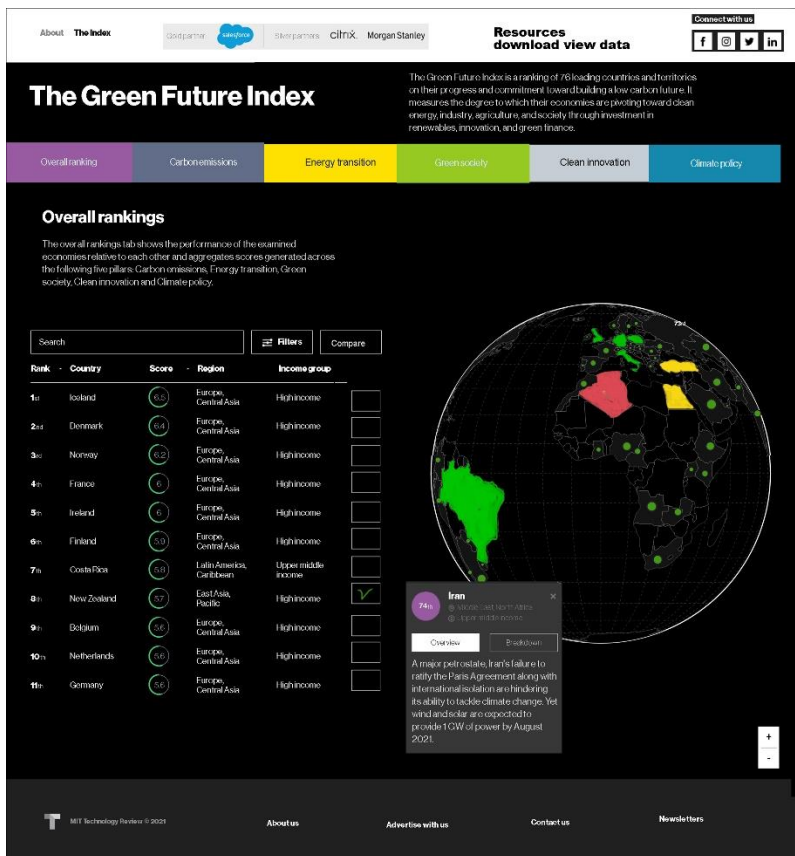 About The Index
Gold partner salesforce Silver partners citrix. Morgan Stanley
Resources
download view data
Connect with us
f in
The Green Future Index
The Green Future Index is a ranking of 76 leading countries and territories
on their progress and commitment toward building a low carbon future. It
measures the degree to which their economies are pivoting toward clean
energy, industry, agriculture, and society through investment in
renewables, innovation, and green finance.
Overall ranking Carbon emissions Energy transition Green society Clean innovation Climate policy
Overall rankings
The overall rankings tab shows the performance of the examined
economies relative to each other and aggregates scores generated across
the following five pillars: Carbon emissions, Energy transition, Green
society, Clean innovation and Climate policy.
Search Filters Compare
Rank - Country Score - Region Income group
1st Iceland 6.5 Europe, Central Asia High income
2nd Denmark 6.4 Europe, Central Asia High income
3rd Norway 6.2 Europe, Central Asia High income
4th France 6 Europe, Central Asia High income
5th Ireland 6 Europe, Central Asia High income
6th Finland 5.9 Europe, Central Asia High income
7th Costa Rica 5.8 Latin America, Caribbean Upper middle income
8th New Zealand 5.7 East Asia, Pacific High income
9th Belgium 5.6 Europe, Central Asia High income
10th Netherlands 5.6 Europe, Central Asia High income
11th Germany 5.6 Europe, Central Asia High income
74th Iran ×
Middle East, North Africa
Upper middle income
Overview Breakdown
A major petrostate, Iran's failure to
ratify the Paris Agreement along with
international isolation are hindering
its ability to tackle climate change. Yet
wind and solar are expected to
provide 1 GW of power by August
2021.
+
-
MIT Technology Review © 2021 About us Advertise with us Contact us Newsletters